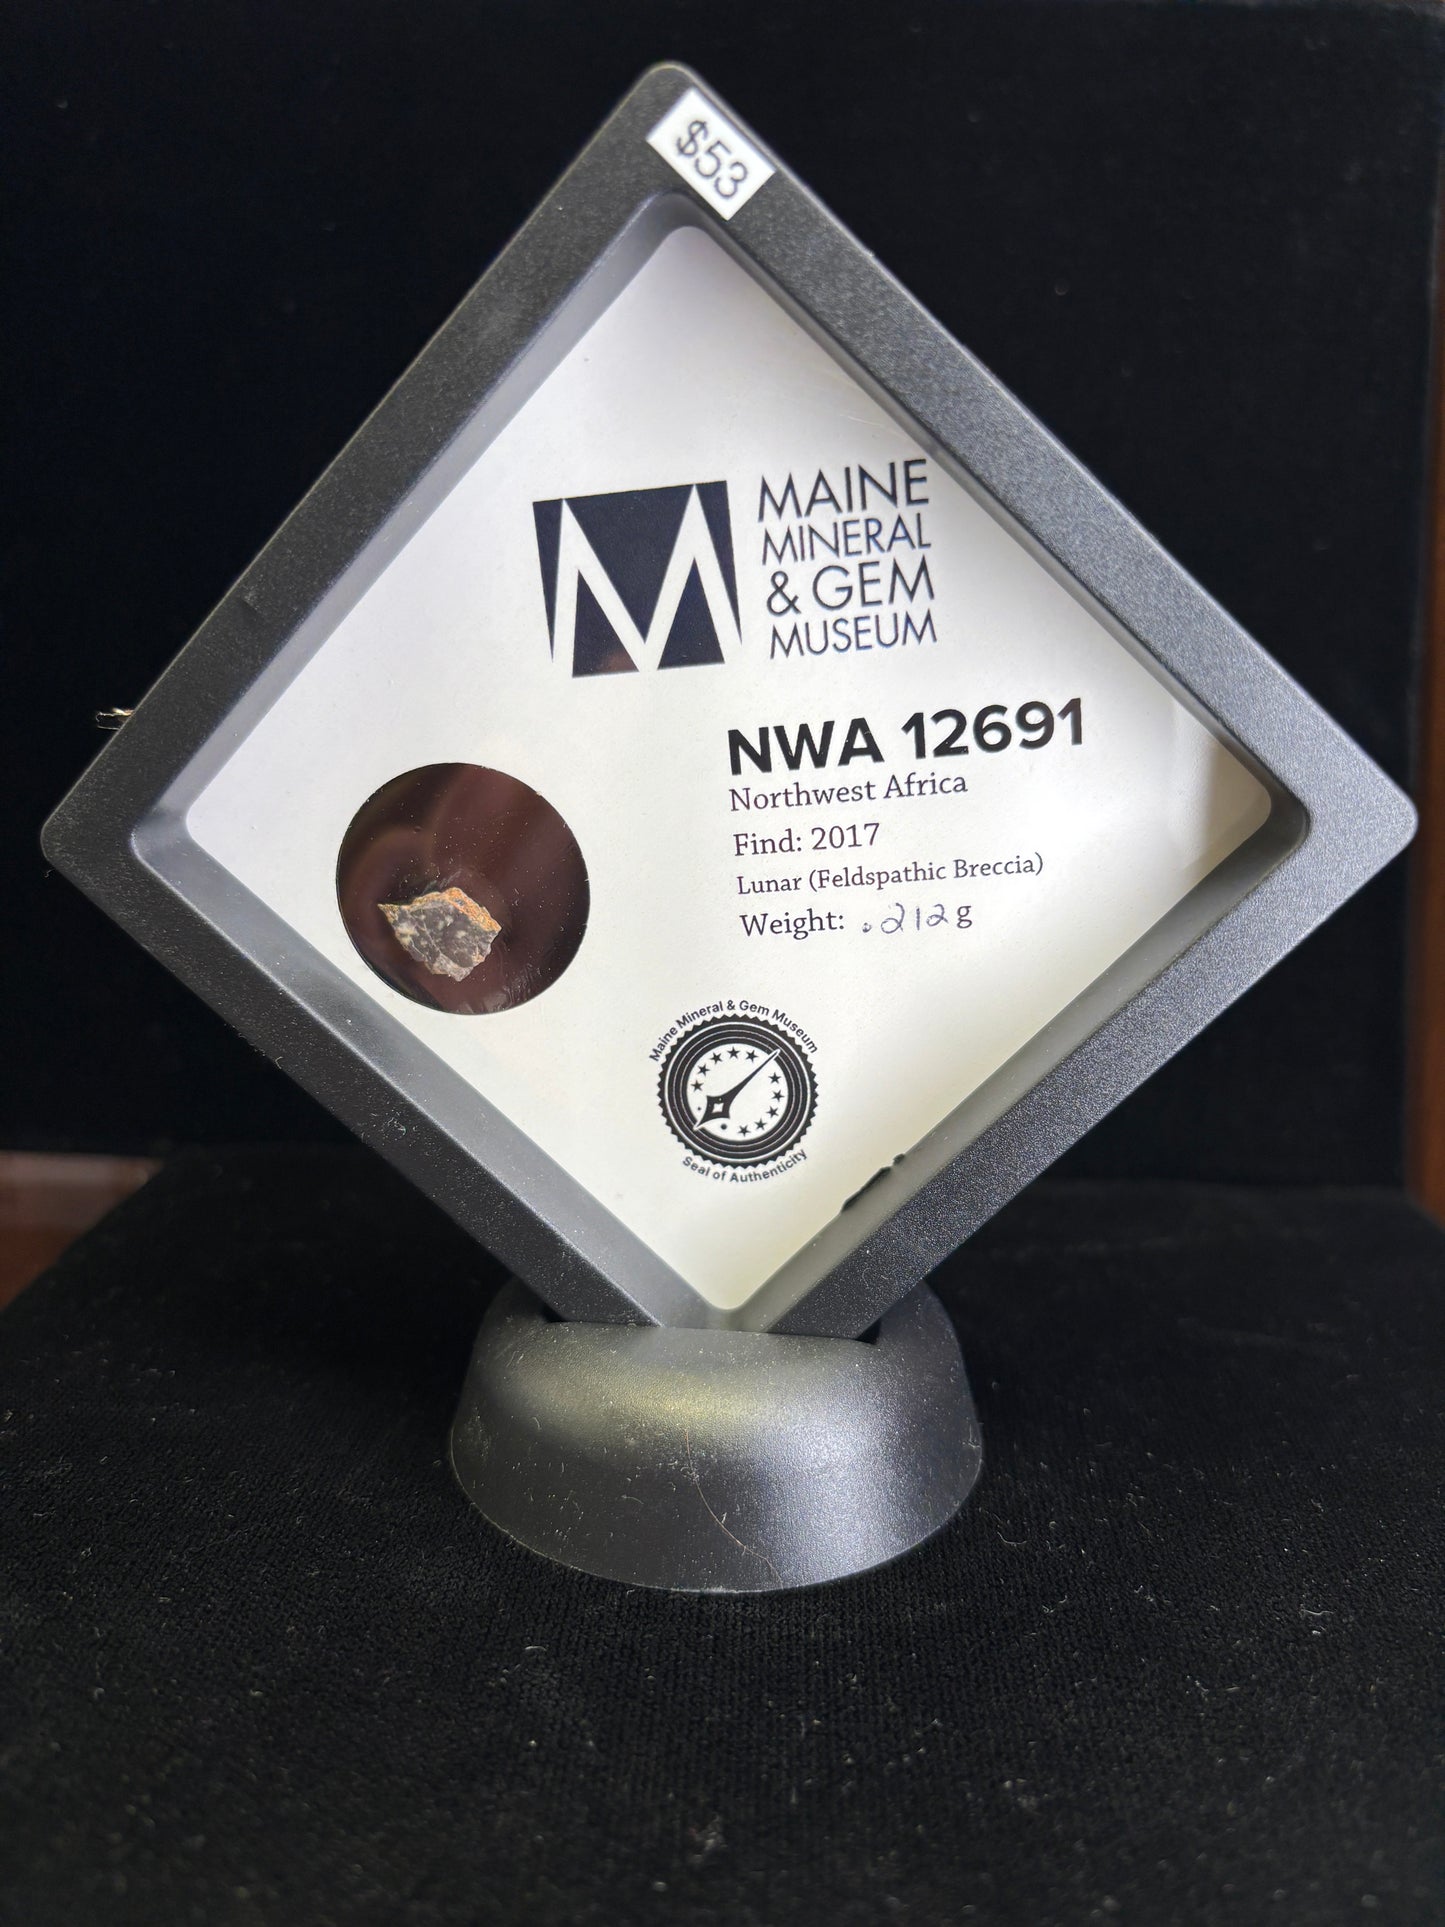 $53
M
MAINE
MINERAL
& GEM
MUSEUM
NWA 12691
Northwest Africa
Find: 2017
Lunar (Feldspathic Breccia)
Weight: .212 g
Maine Mineral & Gem Museum
Seal of Authenticity